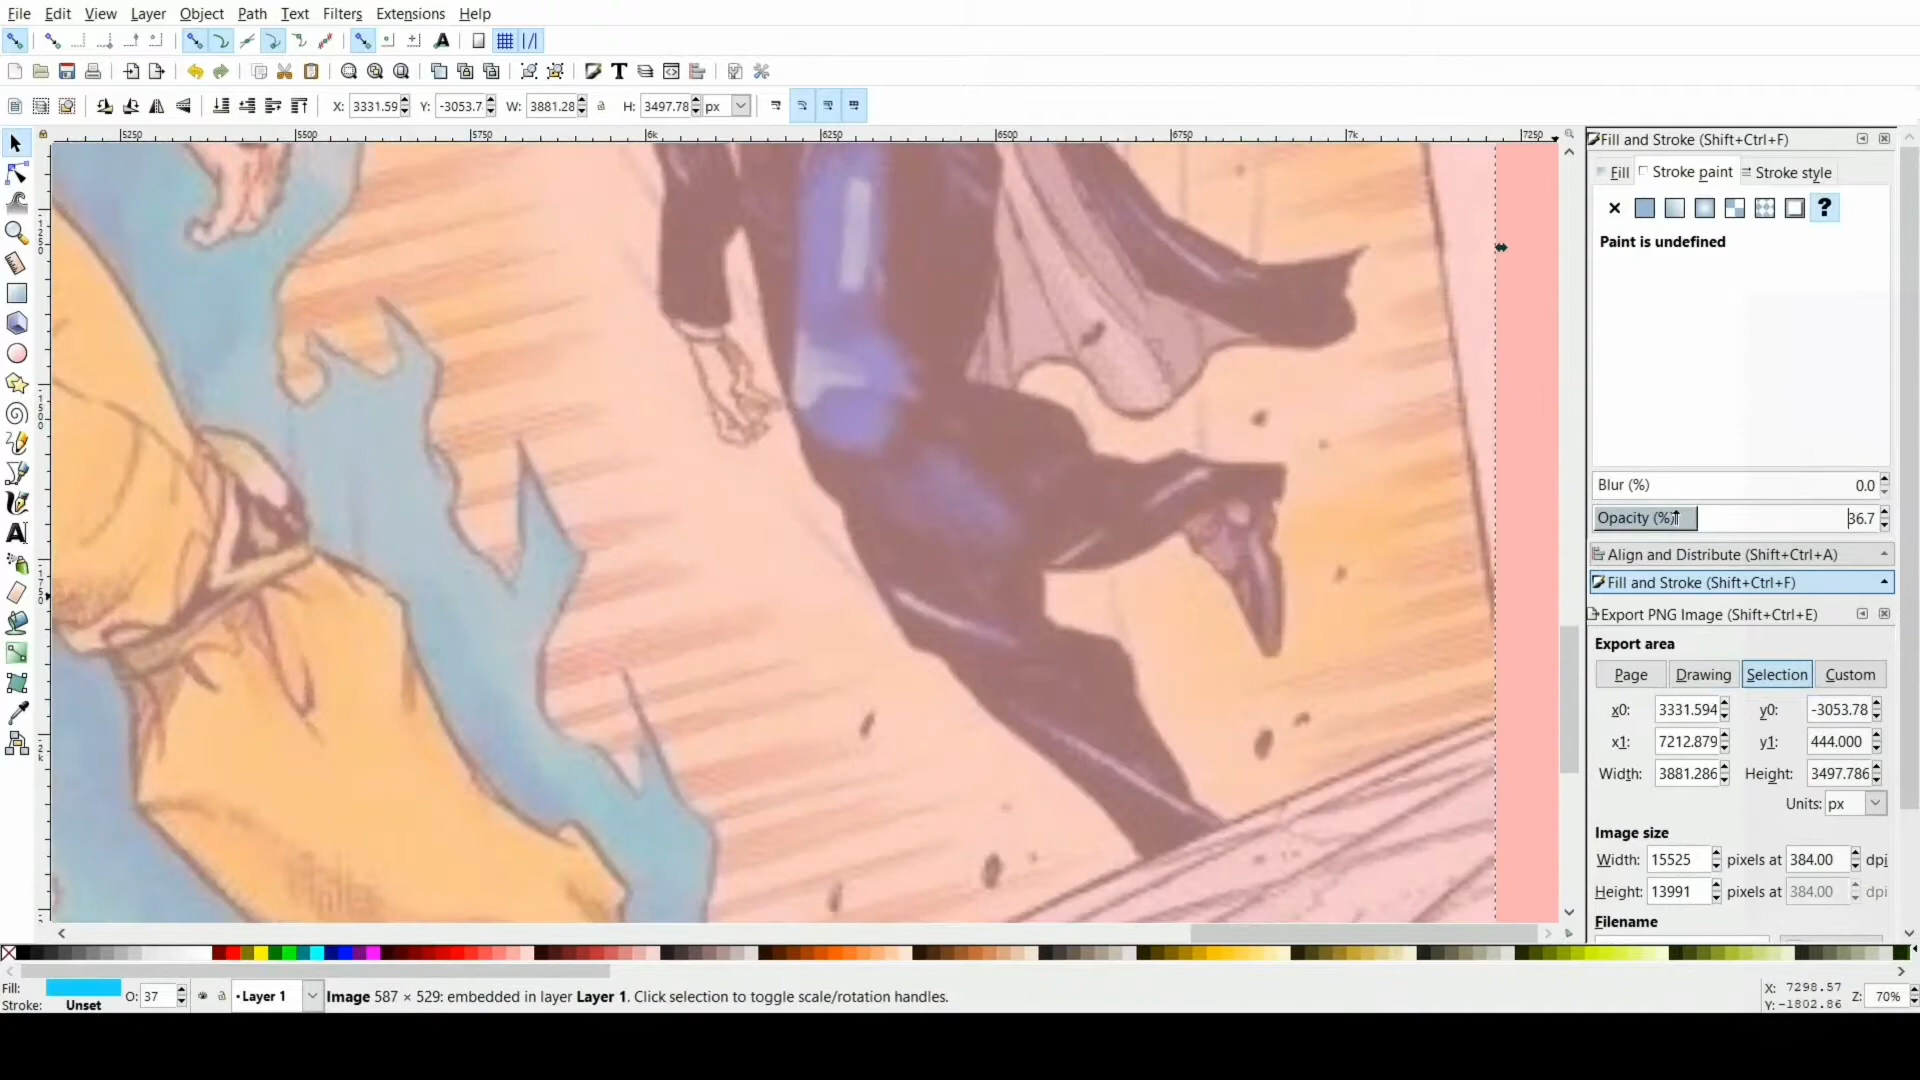 File Edit View Layer Object Path Text Filters Extensions Help
X: 3331.59 Y: -3053.7 W: 3881.28 H: 3497.78 px
5250 5500 5750 6k 6250 6500 6750 7k 7250
Fill and Stroke (Shift+Ctrl+F)
Fill Stroke paint Stroke style
Paint is undefined
Blur (%) 0.0
Opacity (%) 36.7
Align and Distribute (Shift+Ctrl+A)
Fill and Stroke (Shift+Ctrl+F)
Export PNG Image (Shift+Ctrl+E)
Export area
Page Drawing Selection Custom
x0: 3331.594 y0: -3053.78
x1: 7212.879 y1: 444.000
Width: 3881.286 Height: 3497.786
Units: px
Image size
Width: 15525 pixels at 384.00 dpi
Height: 13991 pixels at 384.00 dpi
Filename
Fill:
Stroke: Unset
O: 37
•Layer 1
Image 587 × 529: embedded in layer Layer 1. Click selection to toggle scale/rotation handles.
X: 7298.57
Y: -1802.86
Z: 70%